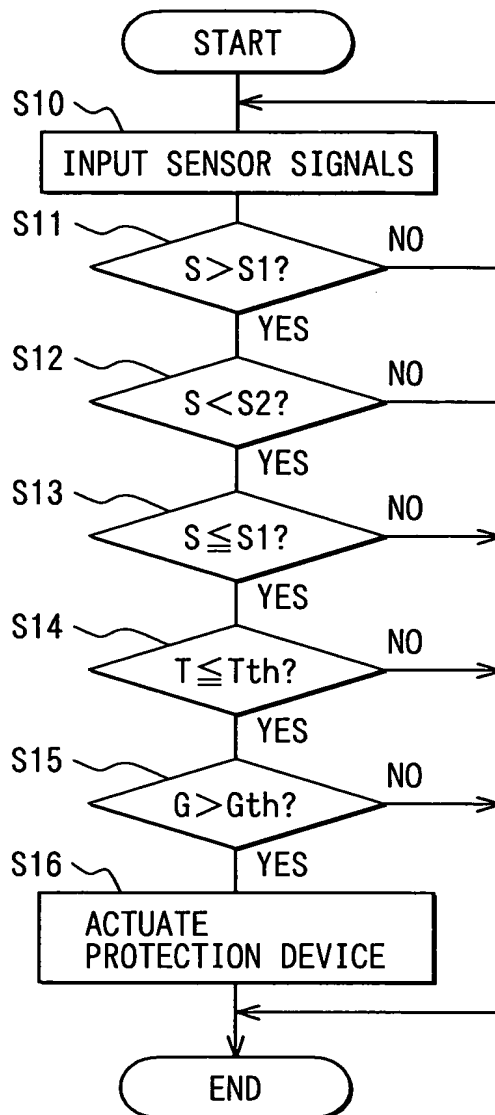 START
S10
INPUT SENSOR SIGNALS
S11
S>S1?
NO
YES
S12
S<S2?
NO
YES
S13
S≦S1?
NO
YES
S14
T≦Tth?
NO
YES
S15
G>Gth?
NO
YES
S16
ACTUATE
PROTECTION DEVICE
END